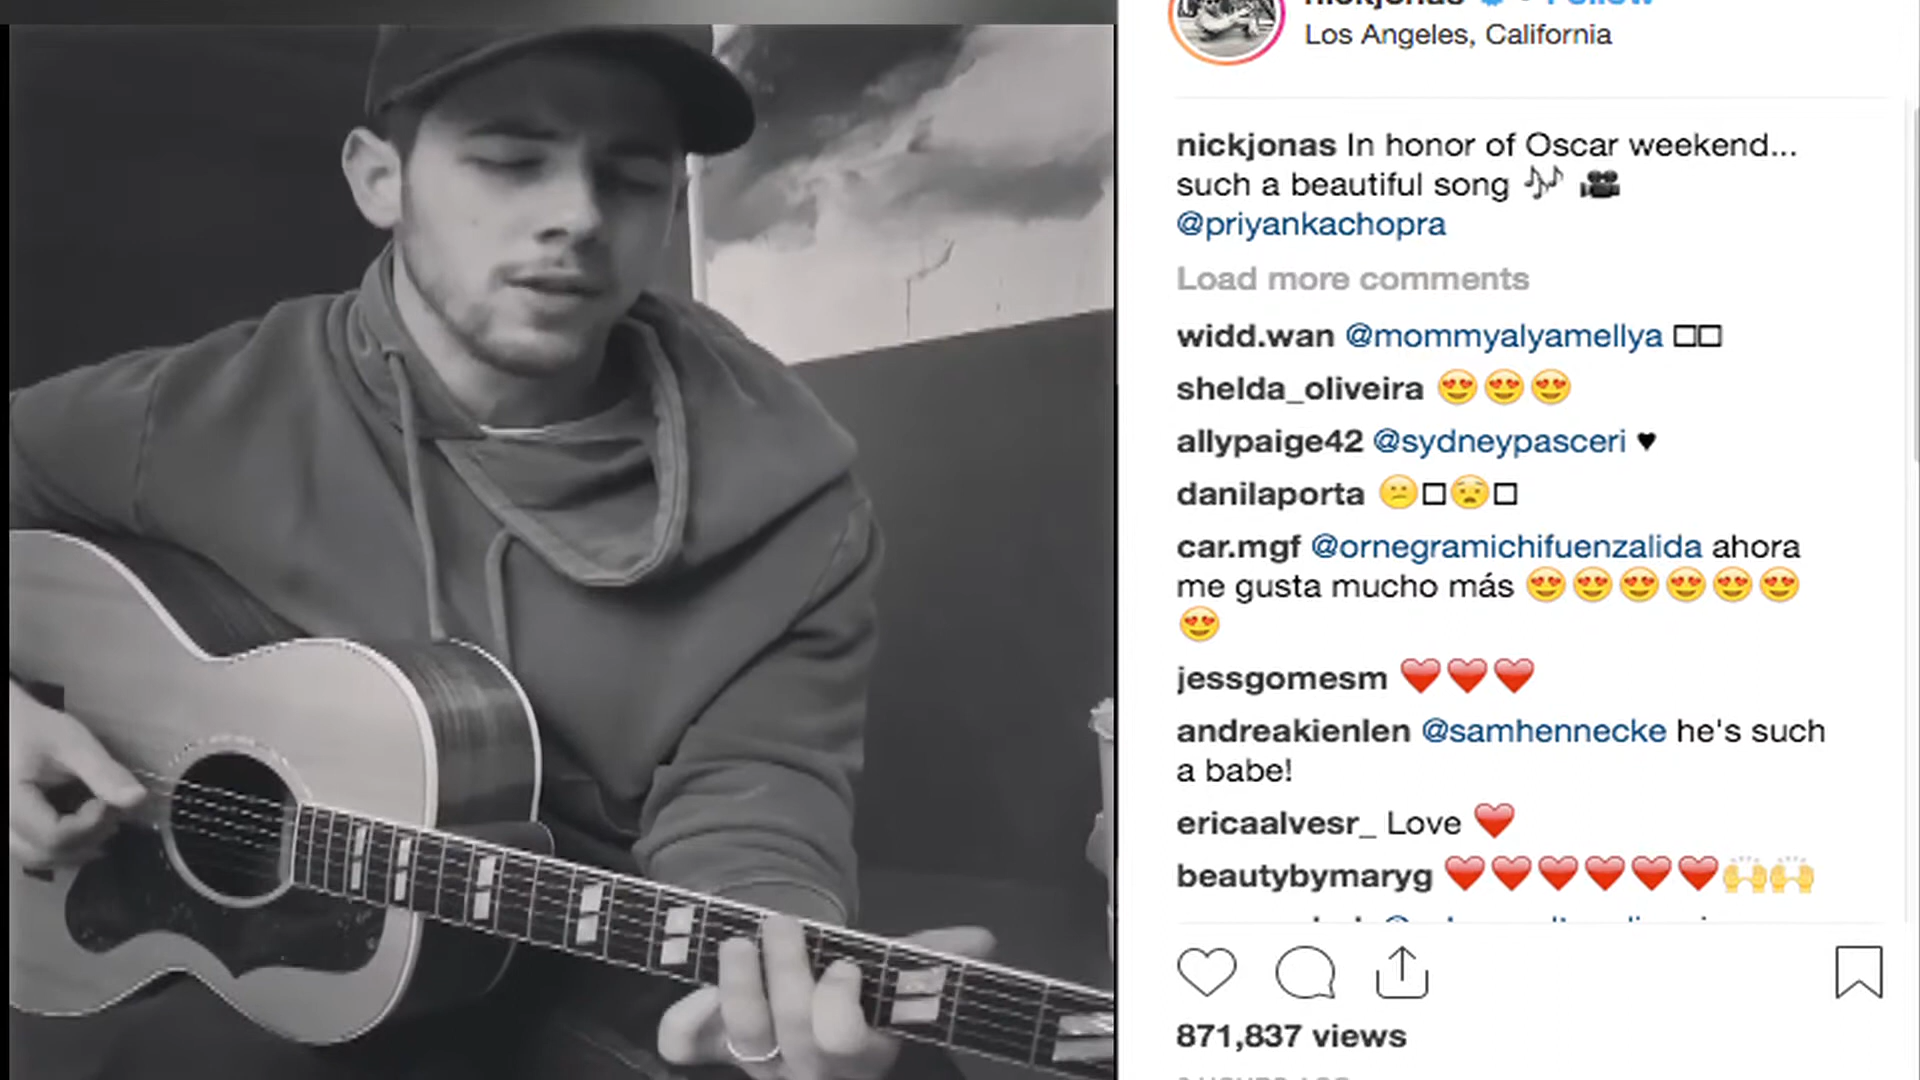 nickjonas • Follow
Los Angeles, California
nickjonas In honor of Oscar weekend...
such a beautiful song 🎶 🎥
@priyankachopra
Load more comments
widd.wan @mommyalyamellya □□
shelda_oliveira 😍😍😍
allypaige42 @sydneypasceri ♥
danilaporta 😕□😧□
car.mgf @ornegramichifuenzalida ahora
me gusta mucho más 😍😍😍😍😍😍
😍
jessgomesm ❤️❤️❤️
andreakienlen @samhennecke he's such
a babe!
ericaalvesr_ Love ❤️
beautybymaryg ❤️❤️❤️❤️❤️❤️🙌🙌
871,837 views